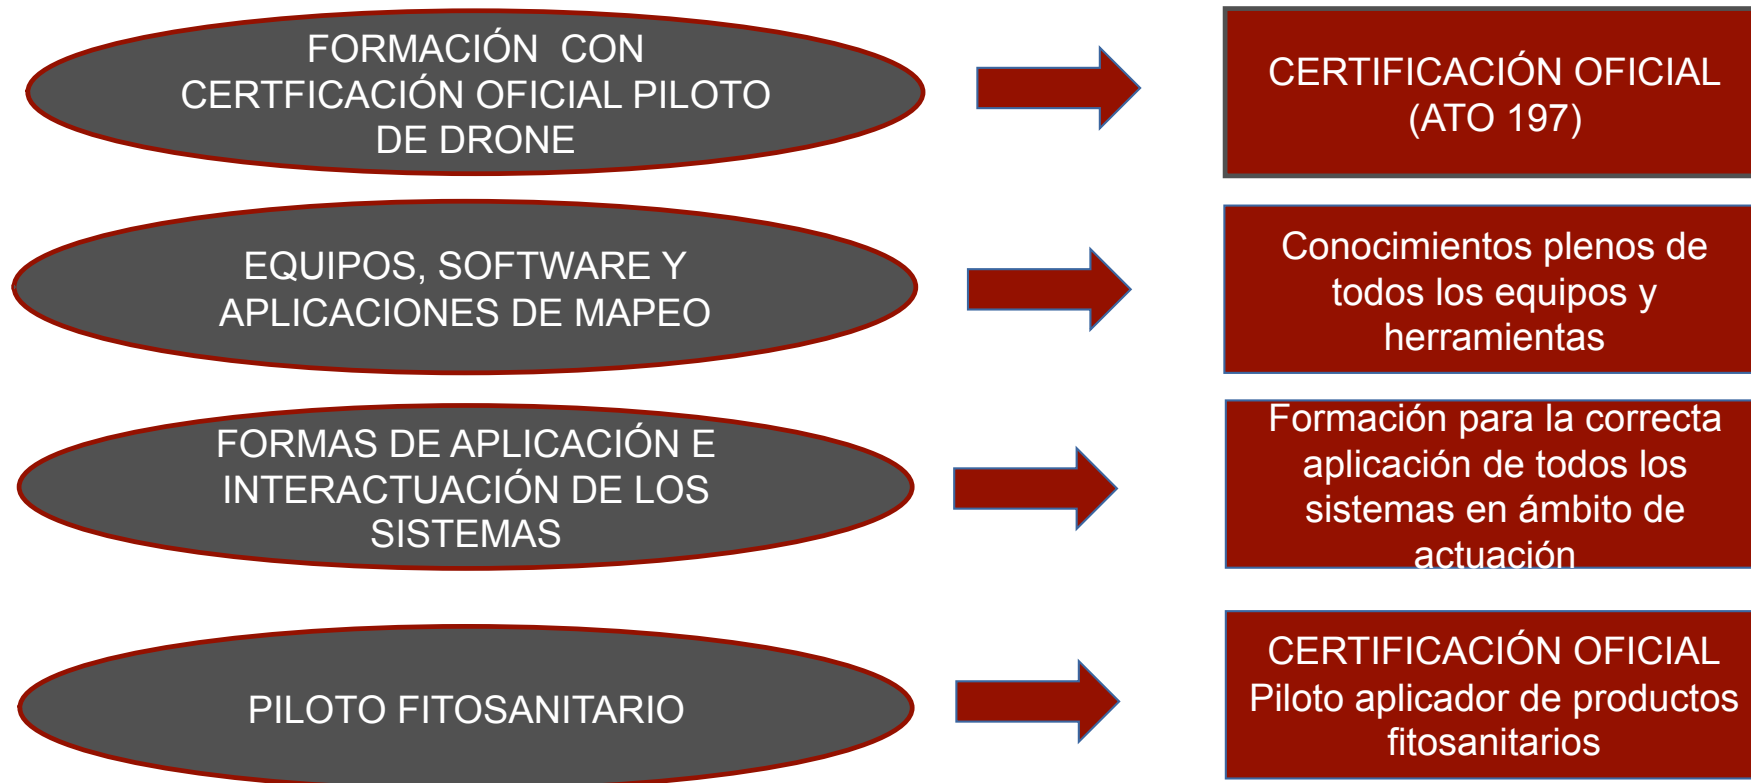 FORMACIÓN CON
CERTFICACIÓN OFICIAL PILOTO
DE DRONE
CERTIFICACIÓN OFICIAL
(ATO 197)
EQUIPOS, SOFTWARE Y
APLICACIONES DE MAPEO
Conocimientos plenos de
todos los equipos y
herramientas
FORMAS DE APLICACIÓN E
INTERACTUACIÓN DE LOS
SISTEMAS
Formación para la correcta
aplicación de todos los
sistemas en ámbito de
actuación
PILOTO FITOSANITARIO
CERTIFICACIÓN OFICIAL
Piloto aplicador de productos
fitosanitarios